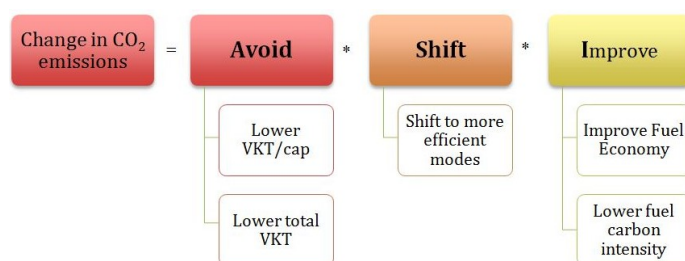 Change in CO₂
emissions
=
Avoid
*
Shift
*
Improve
Lower
VKT/cap
Lower total
VKT
Shift to more
efficient
modes
Improve Fuel
Economy
Lower fuel
carbon
intensity